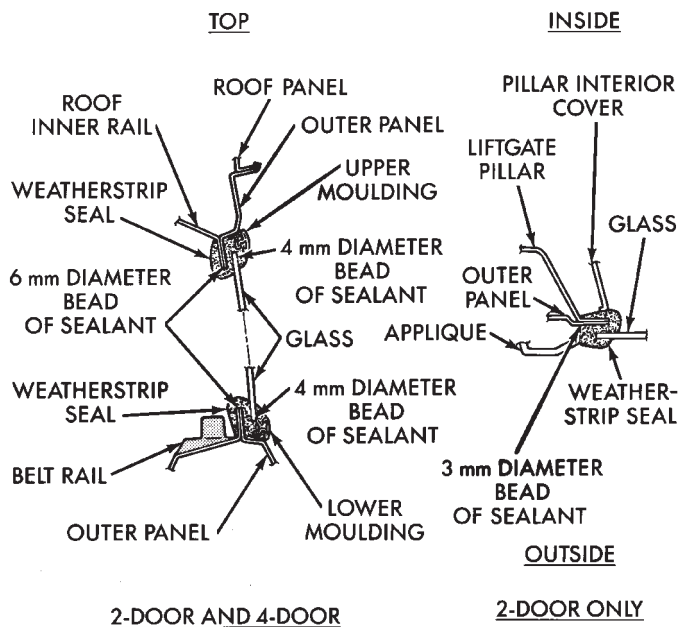 TOP
ROOF PANEL
ROOF
INNER RAIL
OUTER PANEL
WEATHERSTRIP
SEAL
UPPER
MOULDING
6 mm DIAMETER
BEAD
OF SEALANT
4 mm DIAMETER
BEAD
OF SEALANT
GLASS
WEATHERSTRIP
SEAL
4 mm DIAMETER
BEAD
OF SEALANT
BELT RAIL
OUTER PANEL
LOWER
MOULDING
2-DOOR AND 4-DOOR
INSIDE
PILLAR INTERIOR
COVER
LIFTGATE
PILLAR
GLASS
OUTER
PANEL
APPLIQUE
WEATHER-
STRIP SEAL
3 mm DIAMETER
BEAD
OF SEALANT
OUTSIDE
2-DOOR ONLY